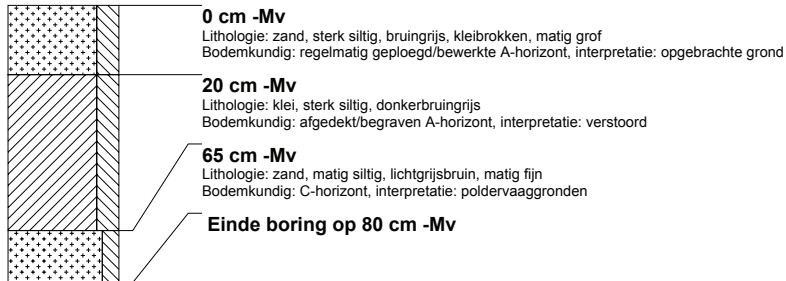 0 cm -Mv
Lithologie: zand, sterk siltig, bruingrijs, kleibrokken, matig grof
Bodemkundig: regelmatig geploegd/bewerkte A-horizont, interpretatie: opgebrachte grond
20 cm -Mv
Lithologie: klei, sterk siltig, donkerbruingrijs
Bodemkundig: afgedekt/begraven A-horizont, interpretatie: verstoord
65 cm -Mv
Lithologie: zand, matig siltig, lichtgrijsbruin, matig fijn
Bodemkundig: C-horizont, interpretatie: poldervaaggronden
Einde boring op 80 cm -Mv